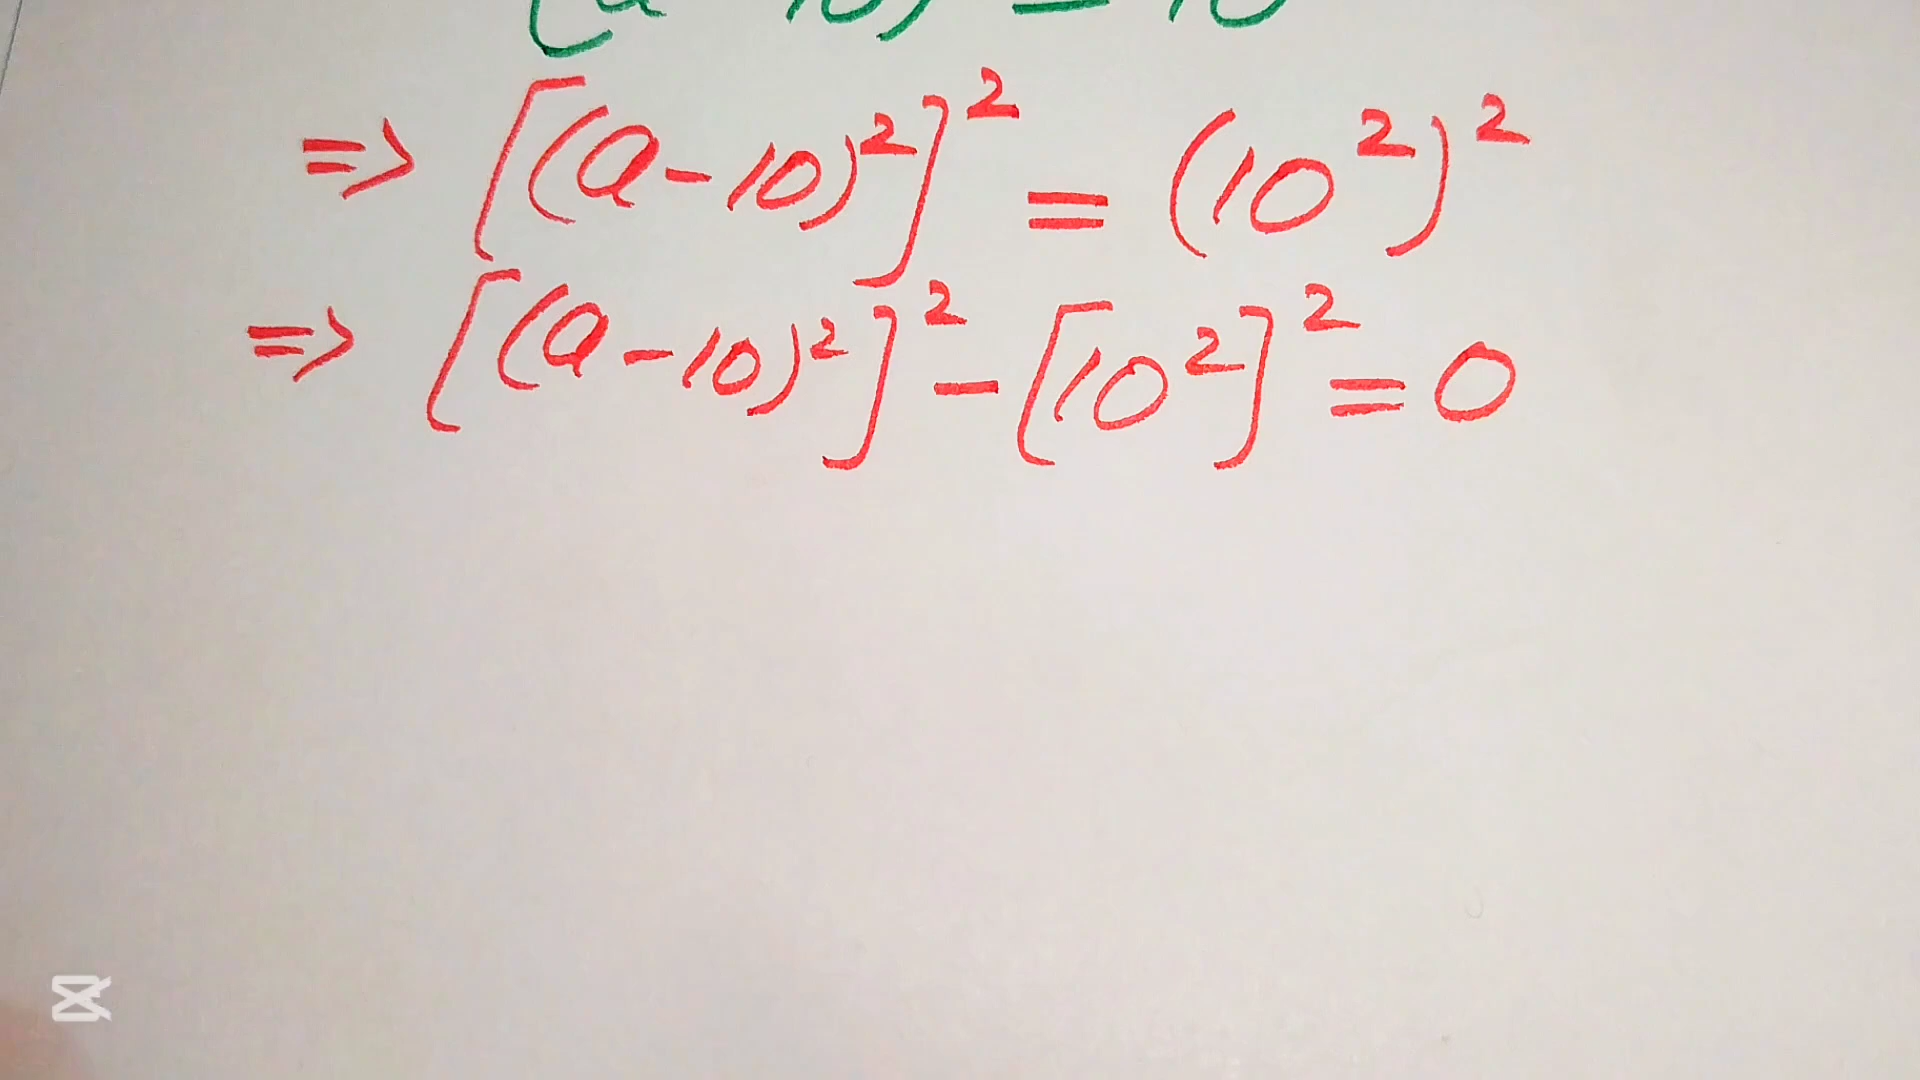 => [(a-10)²]² = (10²)²
=> [(a-10)²]² - [10²]² = 0